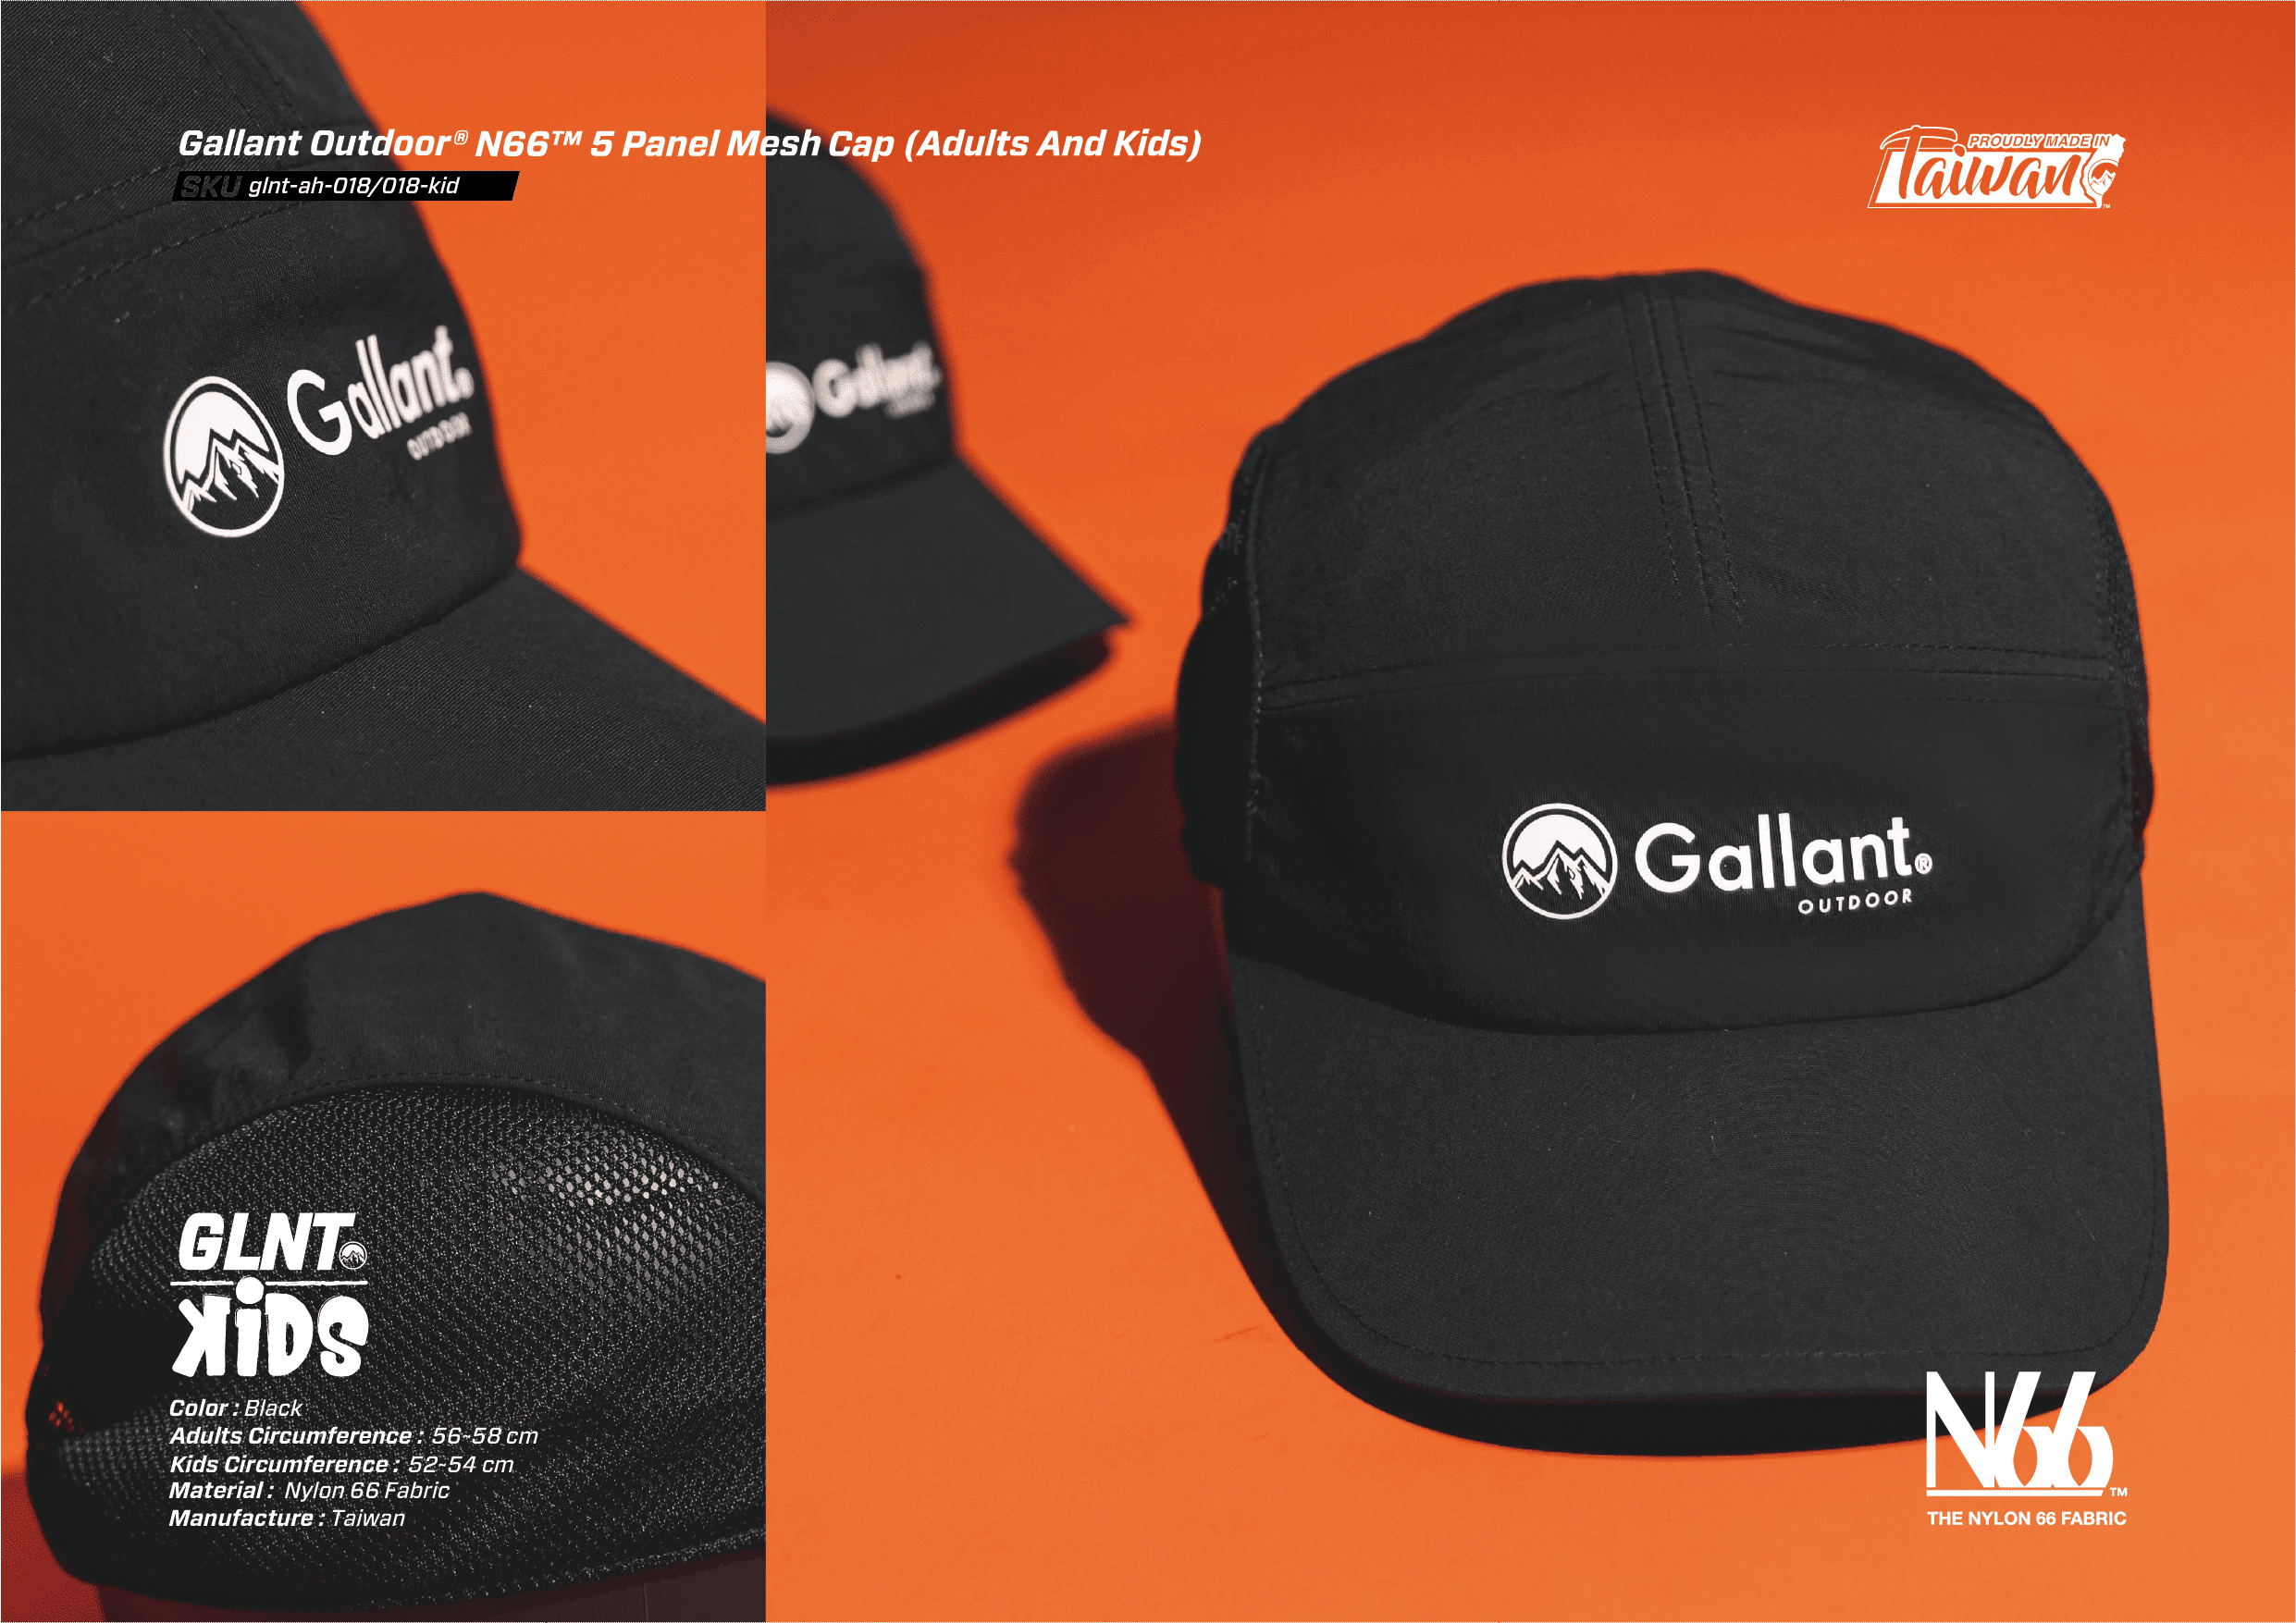 Gallant Outdoor® N66™ 5 Panel Mesh Cap (Adults And Kids)
SKU glnt-ah-018/018-kid
PROUDLY MADE IN
Taiwan ™
Gallant®
OUTDOOR
Gallant.
Gallant®
OUTDOOR
GLNT
KiDS
Color : Black
Adults Circumference : 56~58 cm
Kids Circumference : 52~54 cm
Material : Nylon 66 Fabric
Manufacture : Taiwan
N66™
THE NYLON 66 FABRIC